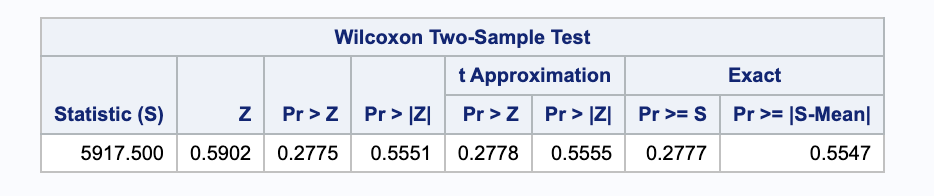 Wilcoxon Two-Sample Test
t Approximation Exact
Statistic (S) Z Pr > Z Pr > |Z| Pr > Z Pr > |Z| Pr >= S Pr >= |S-Mean|
5917.500 0.5902 0.2775 0.5551 0.2778 0.5555 0.2777 0.5547